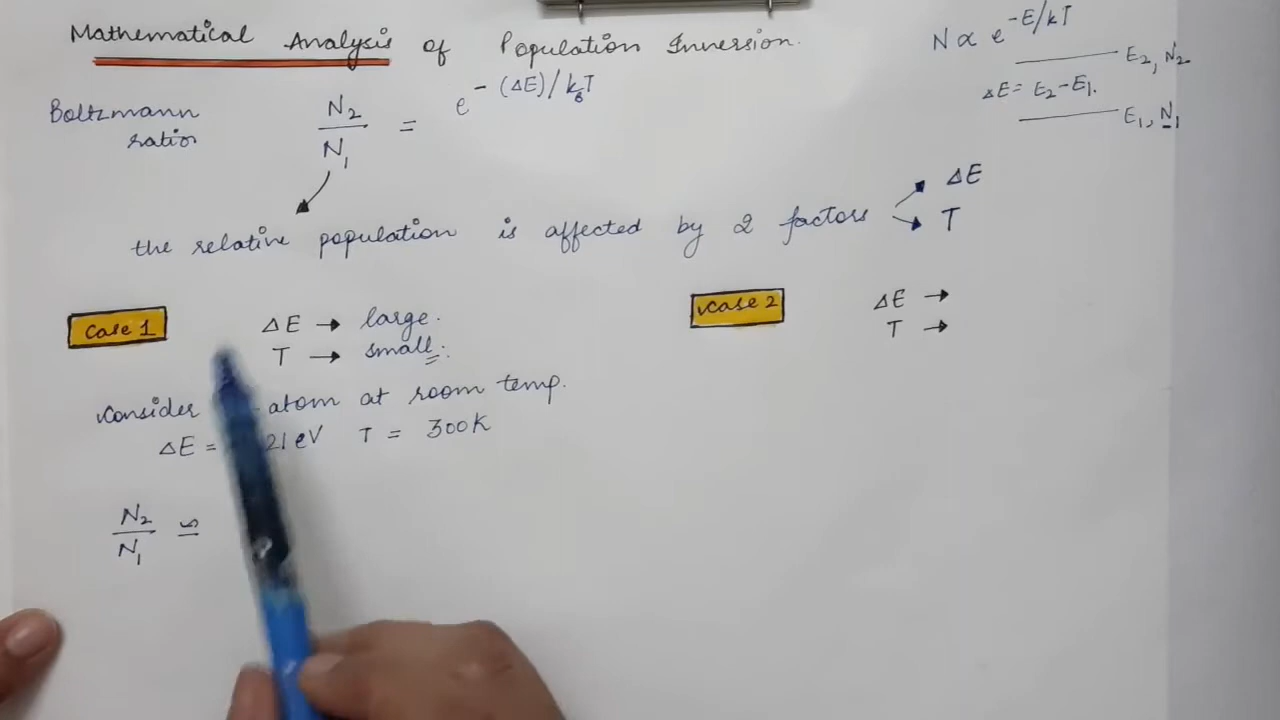 Mathematical Analysis of Population Inversion.
N ∝ e^-E/kT
E2, N2
ΔE = E2-E1.
E1, N1
Boltzmann ratio
N2/N1 = e^-(ΔE)/kBT
the relative population is affected by 2 factors → ΔE → T
Case 1
ΔE → large.
T → small.
Consider atom at room temp.
ΔE = 21eV T = 300K
N2/N1 ≌
Case 2
ΔE →
T →